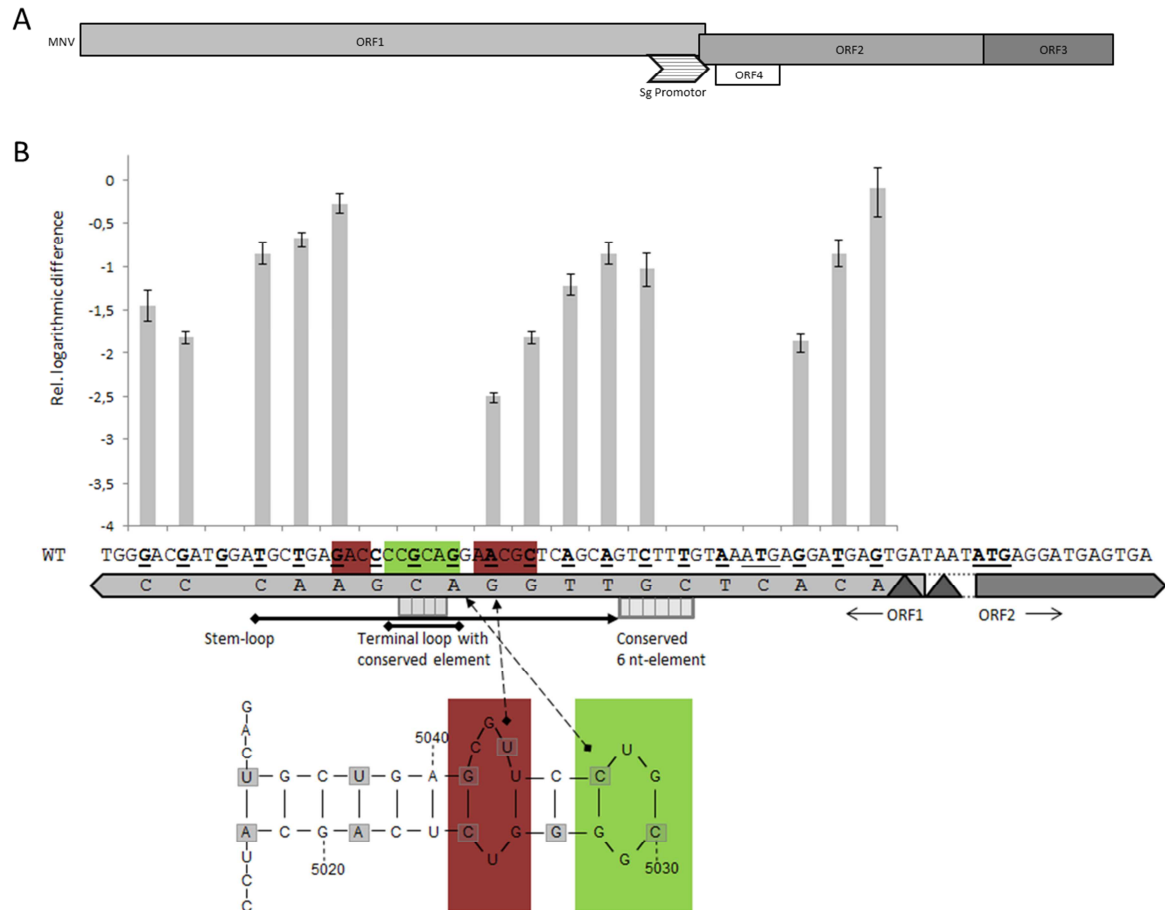 A
MNV
ORF1
ORF2
ORF3
ORF4
Sg Promotor
B
Rel. logarithmic difference
0
-0,5
-1
-1,5
-2
-2,5
-3
-3,5
-4
WT TGGGACGATGGATGCTGAGACCCCGCAGGAACGCTCAGCAGTCTTTGTAAATGAGGATGAGTGATAATATGAGGATGAGTGA
C C C A A G C A G G T T G C T C A C A
ORF1 ORF2
Stem-loop
Terminal loop with
conserved element
Conserved
6 nt-element
G
A
C
U G C U G A G C G U U C C U G
5040
A C G A C U C U G G G G C
5020
5030
U
C
C